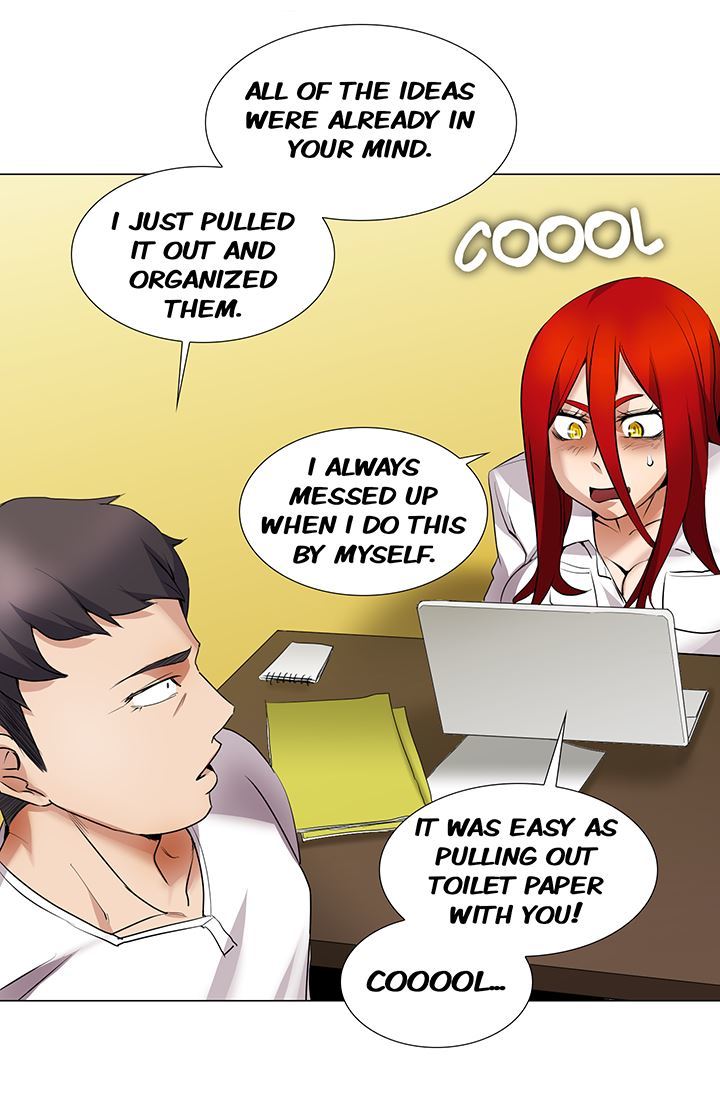 ALL OF THE IDEAS
WERE ALREADY IN
YOUR MIND.
I JUST PULLED
IT OUT AND
ORGANIZED
THEM.
COOOL
I ALWAYS
MESSED UP
WHEN I DO THIS
BY MYSELF.
IT WAS EASY AS
PULLING OUT
TOILET PAPER
WITH YOU!
COOOOL...